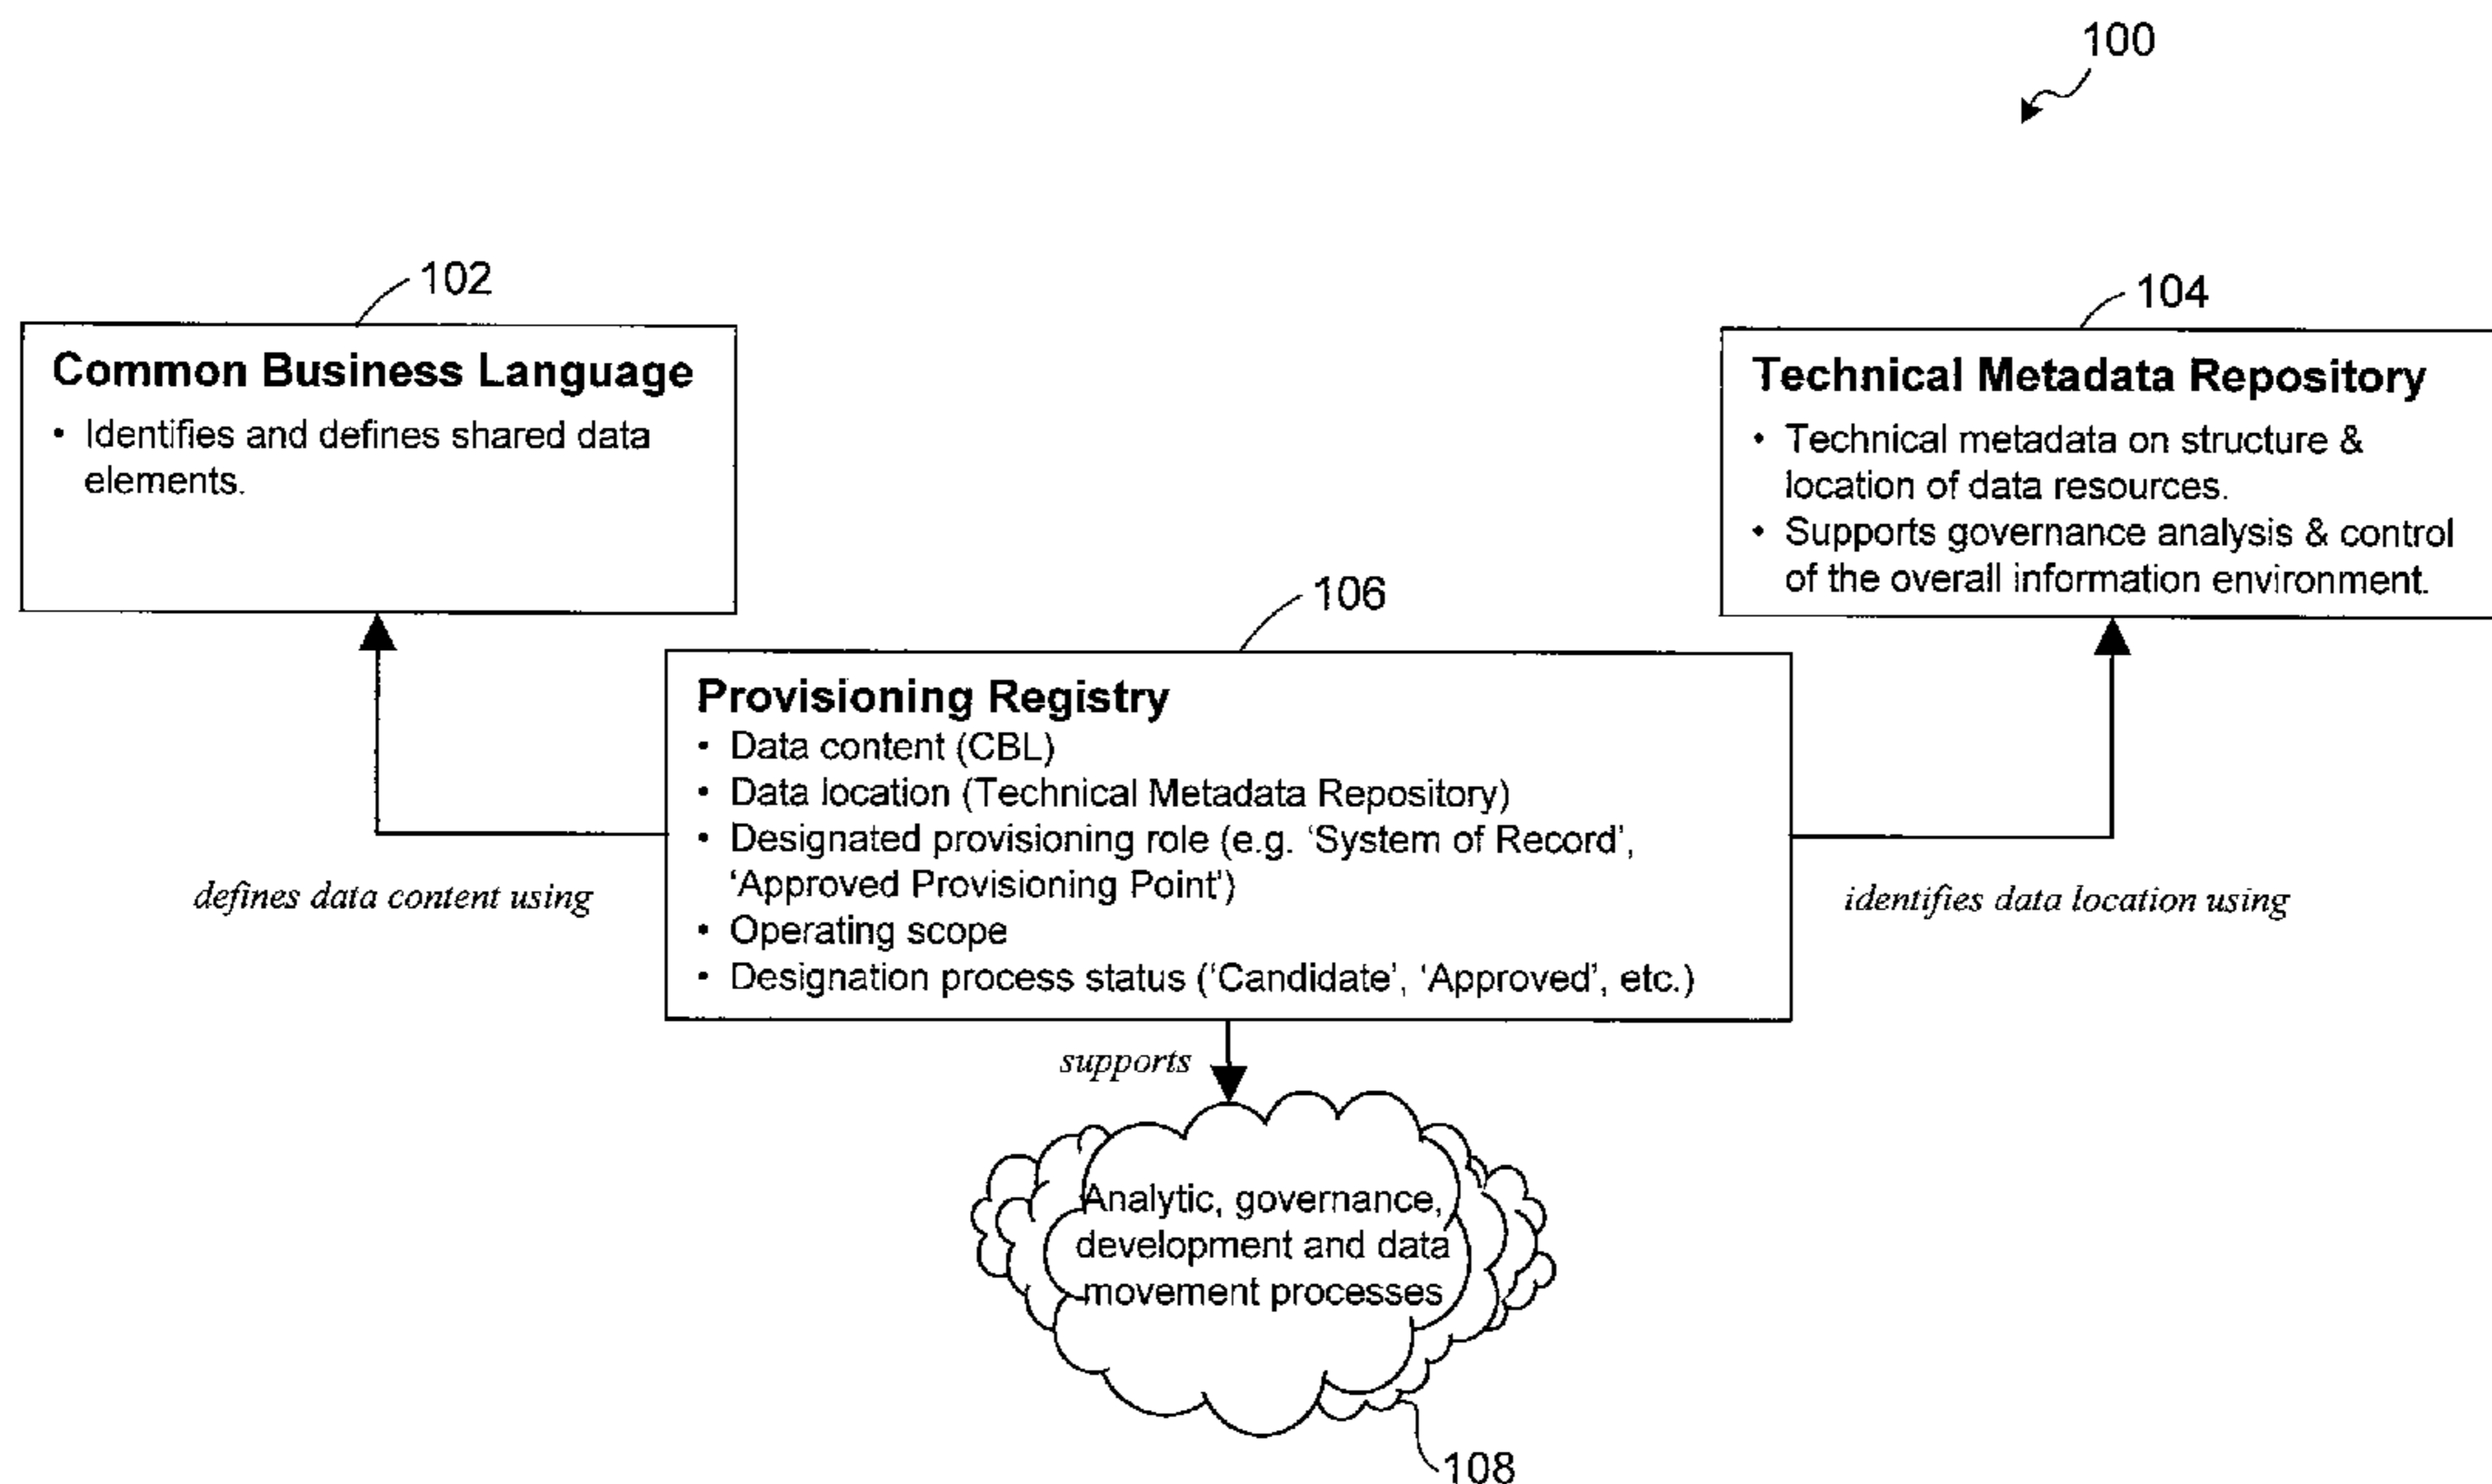 100
102
Common Business Language
• Identifies and defines shared data
elements.
104
Technical Metadata Repository
• Technical metadata on structure &
location of data resources.
• Supports governance analysis & control
of the overall information environment.
106
Provisioning Registry
• Data content (CBL)
• Data location (Technical Metadata Repository)
• Designated provisioning role (e.g. ‘System of Record’,
‘Approved Provisioning Point’)
• Operating scope
• Designation process status (‘Candidate’, ‘Approved’, etc.)
defines data content using
identifies data location using
supports
Analytic, governance,
development and data
movement processes
108